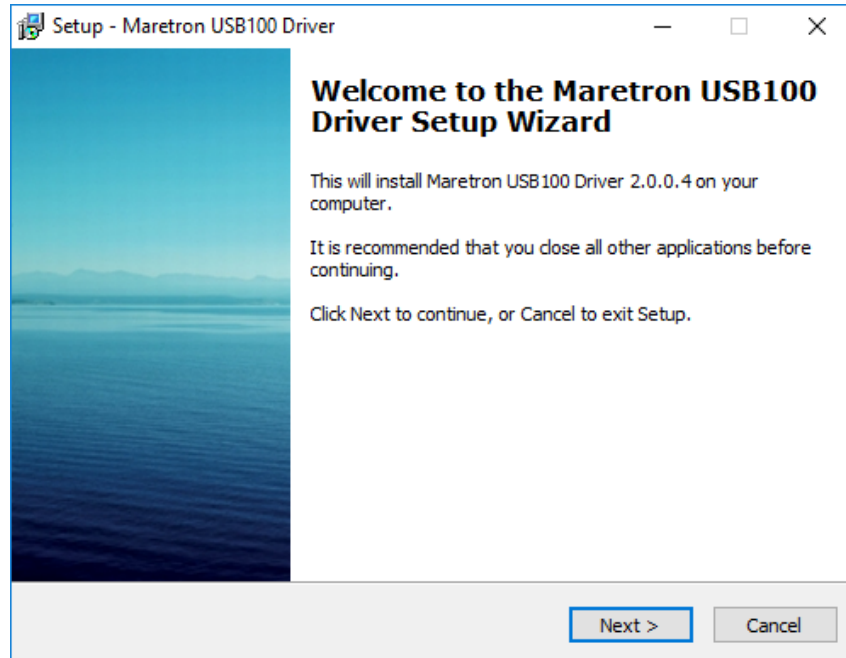 Setup - Maretron USB100 Driver
Welcome to the Maretron USB100
Driver Setup Wizard
This will install Maretron USB100 Driver 2.0.0.4 on your
computer.
It is recommended that you close all other applications before
continuing.
Click Next to continue, or Cancel to exit Setup.
Next >
Cancel